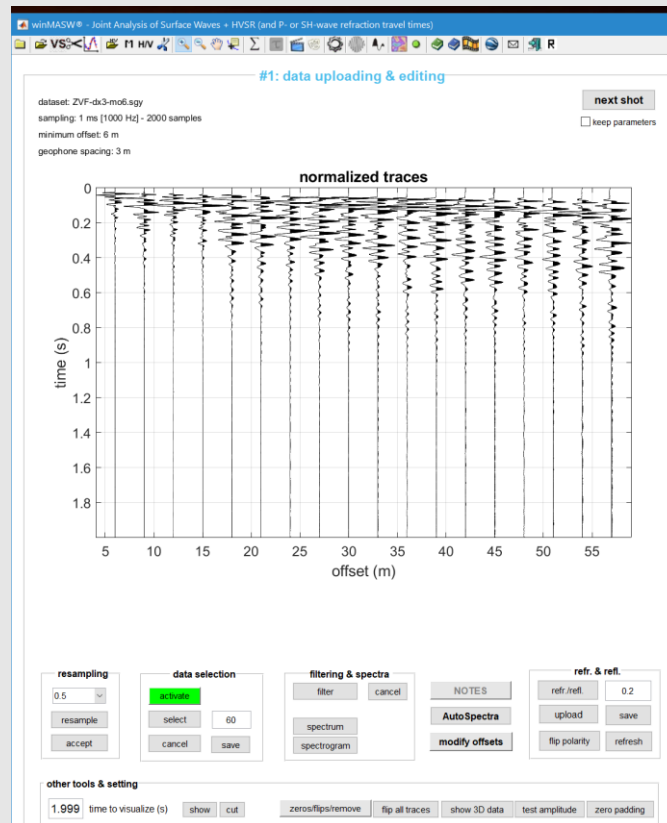 winMASW® - Joint Analysis of Surface Waves + HVSR (and P- or SH-wave refraction travel times)
VS M H/V Σ R
#1: data uploading & editing
dataset: ZVF-dx3-mo6.sgy
next shot
sampling: 1 ms [1000 Hz] - 2000 samples
keep parameters
minimum offset: 6 m
geophone spacing: 3 m
normalized traces
0
0.2
0.4
0.6
0.8
1
1.2
1.4
1.6
1.8
time (s)
5 10 15 20 25 30 35 40 45 50 55
offset (m)
resampling
0.5
resample
accept
data selection
activate
select 60
cancel save
filtering & spectra
filter cancel
spectrum
spectrogram
NOTES
AutoSpectra
modify offsets
refr. & refl.
refr./refl. 0.2
upload save
flip polarity refresh
other tools & setting
1.999 time to visualize (s) show cut zeros/flips/remove flip all traces show 3D data test amplitude zero padding